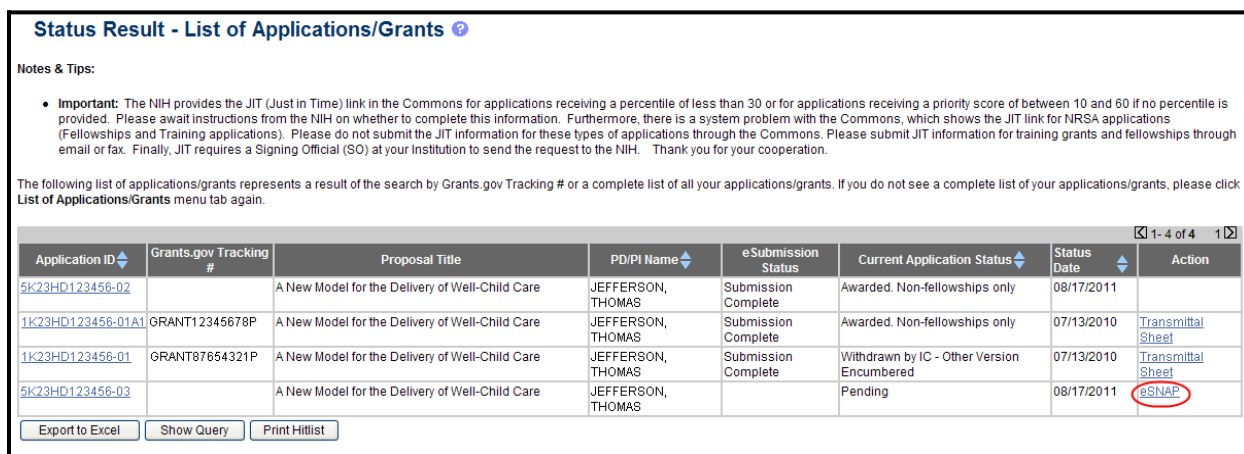 Status Result - List of Applications/Grants ?
Notes & Tips:
• Important: The NIH provides the JIT (Just in Time) link in the Commons for applications receiving a percentile of less than 30 or for applications receiving a priority score of between 10 and 60 if no percentile is
provided. Please await instructions from the NIH on whether to complete this information. Furthermore, there is a system problem with the Commons, which shows the JIT link for NRSA applications
(Fellowships and Training applications). Please do not submit the JIT information for these types of applications through the Commons. Please submit JIT information for training grants and fellowships through
email or fax. Finally, JIT requires a Signing Official (SO) at your Institution to send the request to the NIH. Thank you for your cooperation.
The following list of applications/grants represents a result of the search by Grants.gov Tracking # or a complete list of all your applications/grants. If you do not see a complete list of your applications/grants, please click
List of Applications/Grants menu tab again.
1- 4 of 4 1
Application ID Grants.gov Tracking # Proposal Title PD/PI Name eSubmission Status Current Application Status Status Date Action
5K23HD123456-02 A New Model for the Delivery of Well-Child Care JEFFERSON, THOMAS Submission Complete Awarded. Non-fellowships only 08/17/2011
1K23HD123456-01A1 GRANT12345678P A New Model for the Delivery of Well-Child Care JEFFERSON, THOMAS Submission Complete Awarded. Non-fellowships only 07/13/2010 Transmittal Sheet
1K23HD123456-01 GRANT87654321P A New Model for the Delivery of Well-Child Care JEFFERSON, THOMAS Submission Complete Withdrawn by IC - Other Version Encumbered 07/13/2010 Transmittal Sheet
5K23HD123456-03 A New Model for the Delivery of Well-Child Care JEFFERSON, THOMAS Pending 08/17/2011 eSNAP
Export to Excel Show Query Print Hitlist